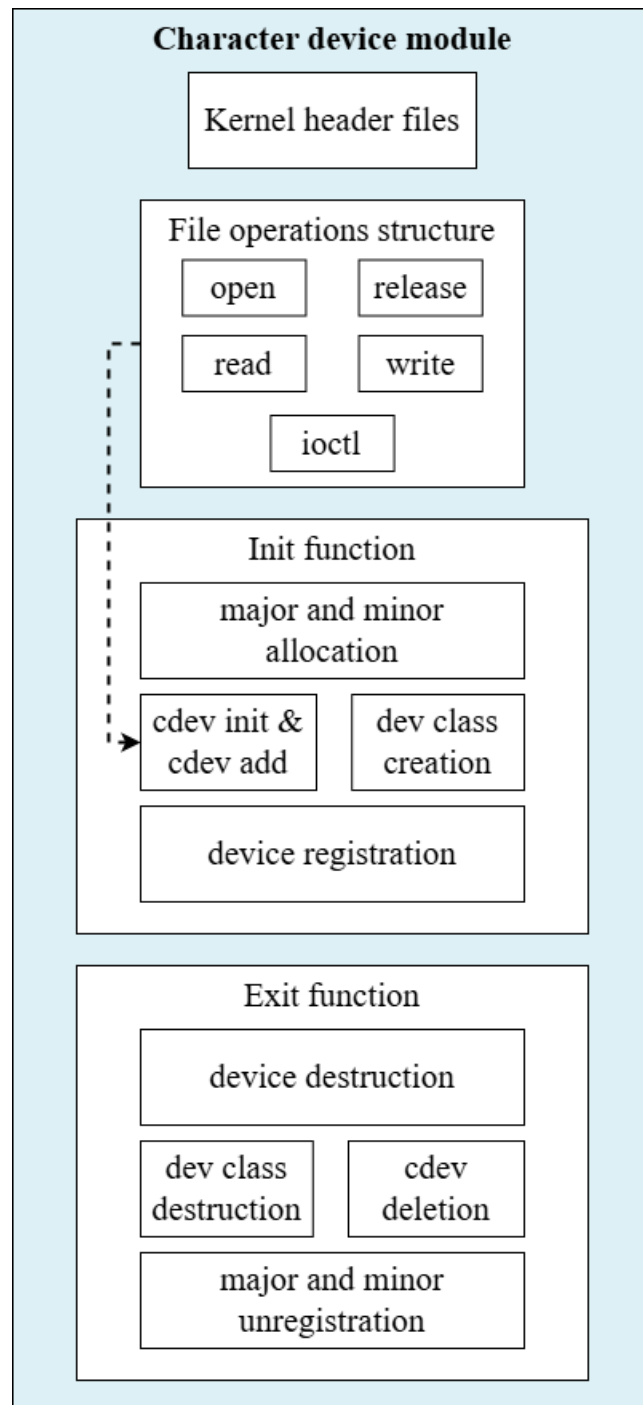 Character device module
Kernel header files
File operations structure
open
release
read
write
ioctl
Init function
major and minor
allocation
cdev init &
cdev add
dev class
creation
device registration
Exit function
device destruction
dev class
destruction
cdev
deletion
major and minor
unregistration